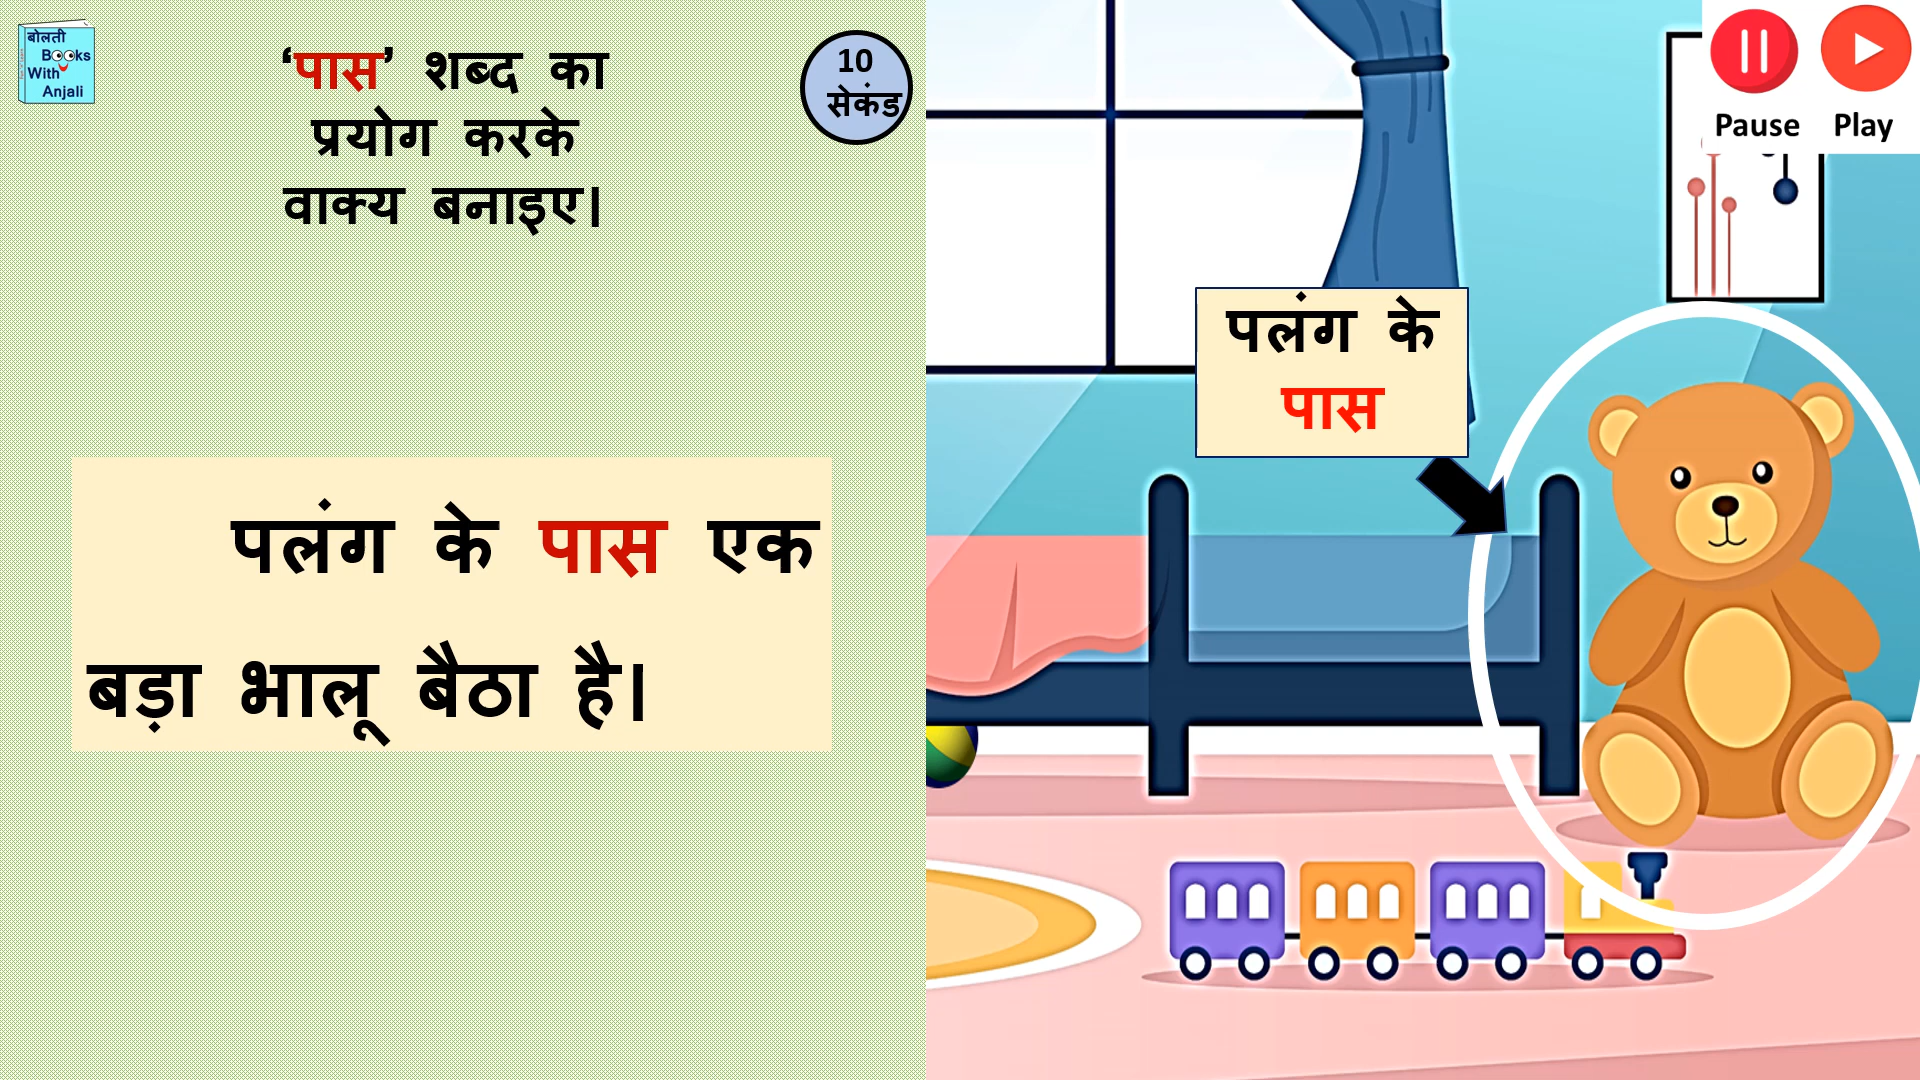 बोलती
Books
With
Anjali
‘पास’ शब्द का
प्रयोग करके
वाक्य बनाइए।
10
सेकंड
पलंग के पास एक
बड़ा भालू बैठा है।
पलंग के
पास
Pause Play